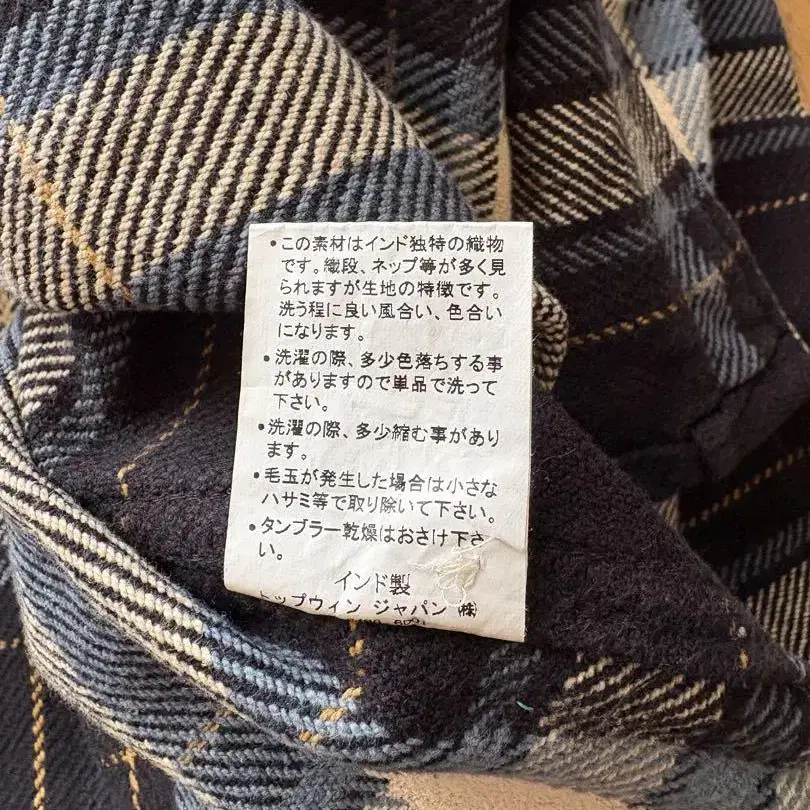 •この素材はインド独特の織物
です。織段、ネップ等が多く見
られますが生地の特徴です。
洗う程に良い風合い、色合い
になります。
•洗濯の際、多少色落ちする事
がありますので単品で洗って
下さい。
•洗濯の際、多少縮む事があり
ます。
•毛玉が発生した場合は小さな
ハサミ等で取り除いて下さい。
•タンブラー乾燥はおさけ下さ
い。
インド製
トップウィン ジャパン ㈱